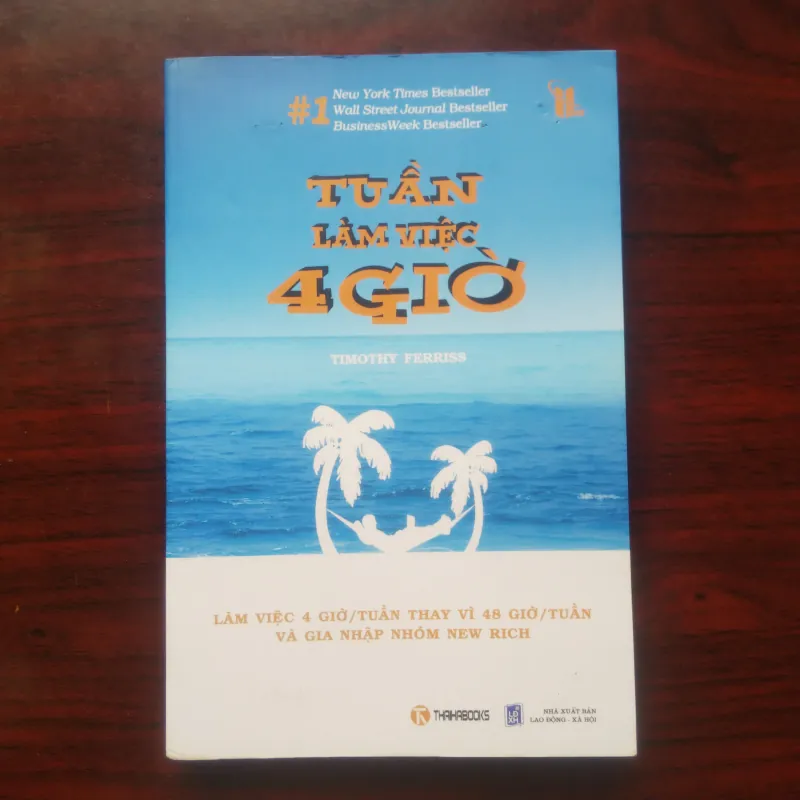 #1 New York Times Bestseller
Wall Street Journal Bestseller
BusinessWeek Bestseller
TUẦN
LÀM VIỆC
4 GIỜ
TIMOTHY FERRISS
LÀM VIỆC 4 GIỜ/TUẦN THAY VÌ 48 GIỜ/TUẦN
VÀ GIA NHẬP NHÓM NEW RICH
THAIHABOOKS
LĐ
XH
NHÀ XUẤT BẢN
LAO ĐỘNG - XÃ HỘI